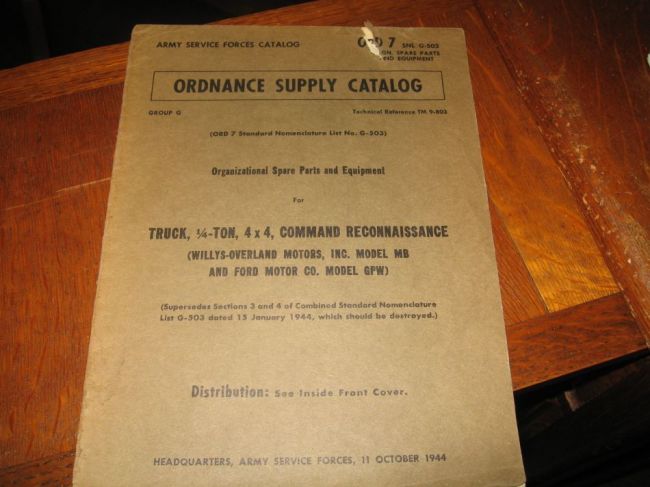 ARMY SERVICE FORCES CATALOG
ORD 7 SNL G-503
SPARE PARTS
AND EQUIPMENT
ORDNANCE SUPPLY CATALOG
GROUP G
Technical Reference TM 9-803
(ORD 7 Standard Nomenclature List No. G-503)
Organizational Spare Parts and Equipment
For
TRUCK, ¼-TON, 4 x 4, COMMAND RECONNAISSANCE
(WILLYS-OVERLAND MOTORS, INC. MODEL MB
AND FORD MOTOR CO. MODEL GPW)
(Supersedes Sections 3 and 4 of Combined Standard Nomenclature
List G-503 dated 15 January 1944, which should be destroyed.)
Distribution: See Inside Front Cover.
HEADQUARTERS, ARMY SERVICE FORCES, 11 OCTOBER 1944